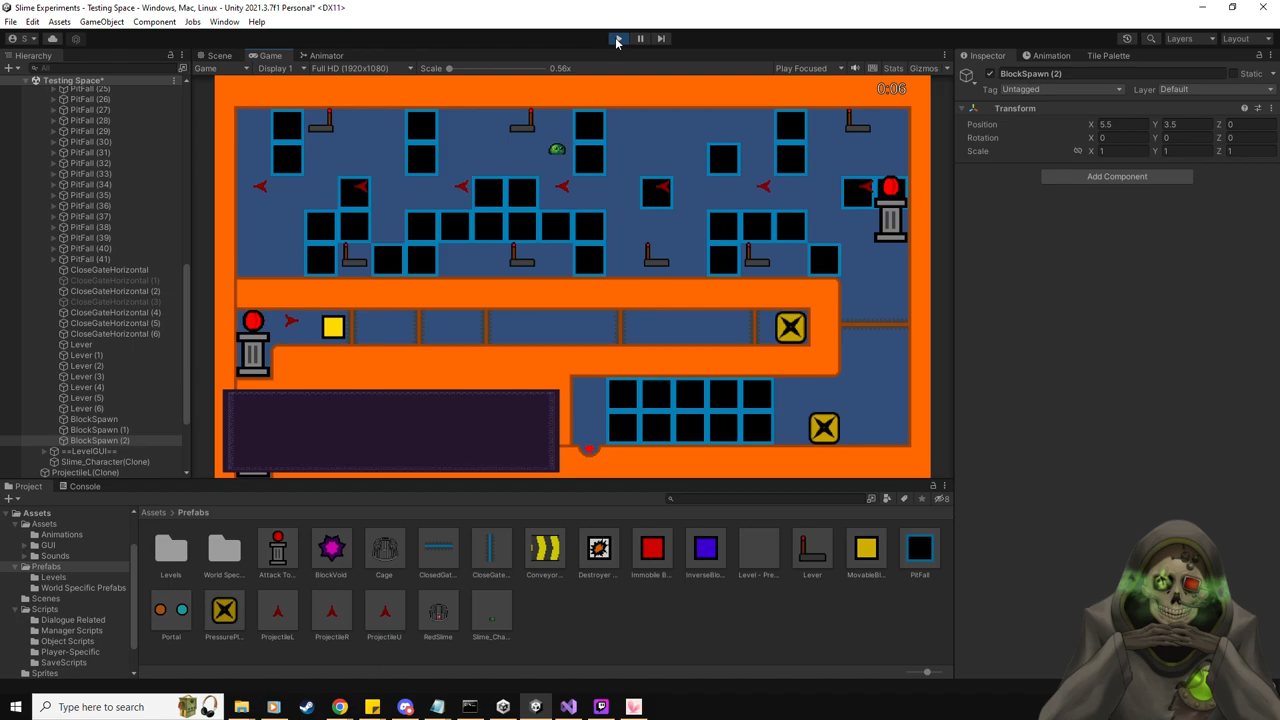 Slime Experiments - Testing Space - Windows, Mac, Linux - Unity 2021.3.7f1 Personal* <DX11>
File Edit Assets GameObject Component Jobs Window Help
S
Layers Layout
Hierarchy
Scene Game Animator
Inspector Animation Tile Palette
All
Game Display 1 Full HD (1920x1080) Scale 0.56x Play Focused Stats Gizmos
BlockSpawn (2) Static
Tag Untagged Layer Default
Transform
Position X 5.5 Y 3.5 Z 0
Rotation X 0 Y 0 Z 0
Scale X 1 Y 1 Z 1
Add Component
0:06
Testing Space*
PitFall (25)
PitFall (26)
PitFall (27)
PitFall (28)
PitFall (29)
PitFall (30)
PitFall (31)
PitFall (32)
PitFall (33)
PitFall (34)
PitFall (35)
PitFall (36)
PitFall (37)
PitFall (38)
PitFall (39)
PitFall (40)
PitFall (41)
CloseGateHorizontal
CloseGateHorizontal (1)
CloseGateHorizontal (2)
CloseGateHorizontal (3)
CloseGateHorizontal (4)
CloseGateHorizontal (5)
CloseGateHorizontal (6)
Lever
Lever (1)
Lever (2)
Lever (3)
Lever (4)
Lever (5)
Lever (6)
BlockSpawn
BlockSpawn (1)
BlockSpawn (2)
==LevelGUI==
Slime_Character(Clone)
ProjectileL(Clone)
Project Console
8
Assets
Assets
Animations
GUI
Sounds
Prefabs
Levels
World Specific Prefabs
Scenes
Scripts
Dialogue Related
Manager Scripts
Object Scripts
Player-Specific
SaveScripts
Sprites
Assets > Prefabs
Levels World Spec... Attack To... BlockVoid Cage ClosedGat... CloseGate... Conveyor... Destroyer ... Immobile B... InverseBlo... Level - Pre... Lever MovableBl... PitFall
Portal PressurePl... ProjectileL ProjectileR ProjectileU RedSlime Slime_Cha...
Type here to search